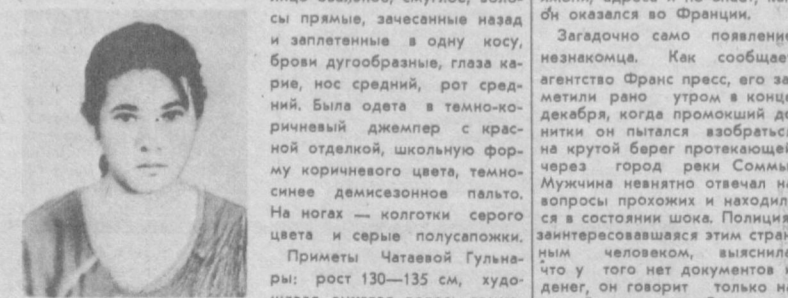 сы прямые, зачесанные назад
и заплетенные в одну косу,
брови дугообразные, глаза ка-
рие, нос средний, рот сред-
ний. Была одета в темно-ко-
ричневый джемпер с крас-
ной отделкой, школьную фор-
му коричневого цвета, темно-
синее демисезонное пальто.
На ногах — колготки серого
цвета и серые полусапожки.
Приметы Чатаевой Гульна-
ры: рост 130—135 см, худо-
он оказался во Франции.
Загадочно само появление
незнакомца. Как сообщает
агентство Франс пресс, его за
метили рано утром в конце
декабря, когда промокший до
нитки он пытался взобратьс
на крутой берег протекающей
через город реки Соммы
Мужчина невнятно отвечал н
вопросы прохожих и находил
ся в состоянии шока. Полиция
заинтересовавшаяся этим стран
ным человеком, выяснила
что у того нет документов
денег, он говорит только н